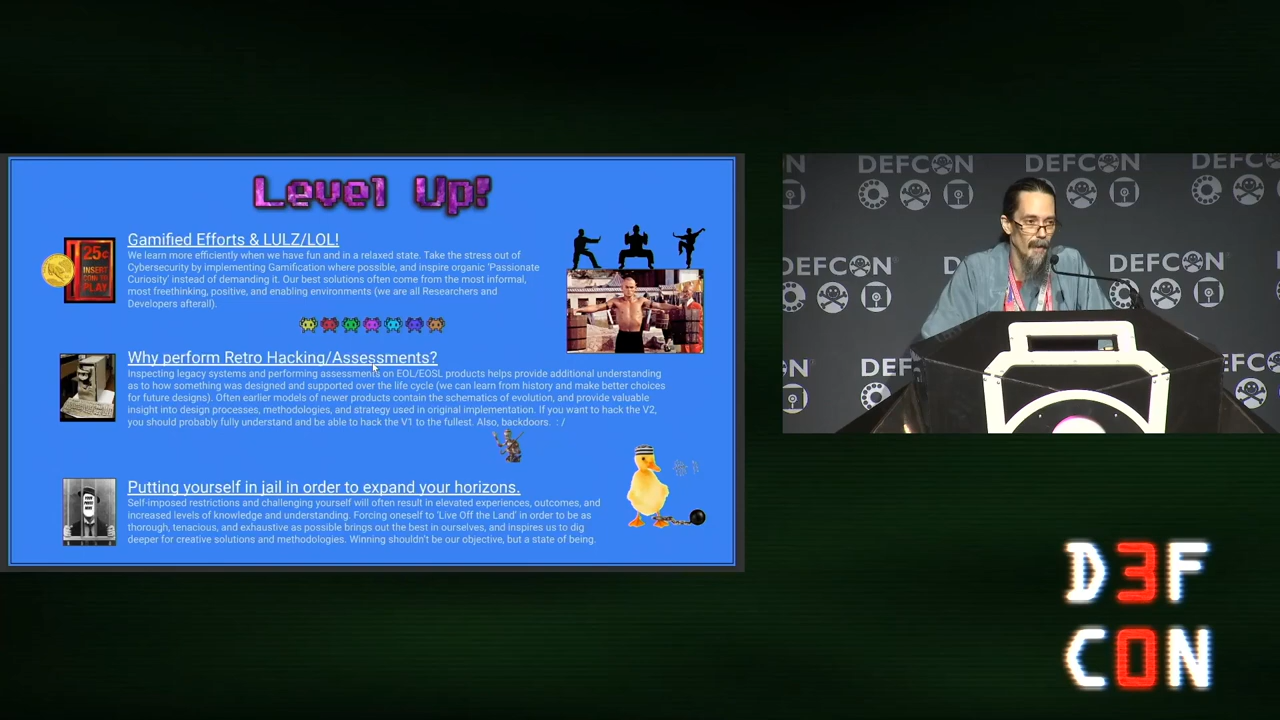 Level Up!
Gamified Efforts & LULZ/LOL!
We learn more efficiently when we have fun and in a relaxed state. Take the stress out of
Cybersecurity by implementing Gamification where possible, and inspire organic 'Passionate
Curiosity' instead of demanding it. Our best solutions often come from the most informal,
most freethinking, positive, and enabling environments (we are all Researchers and
Developers afterall).
25¢
INSERT
COIN TO
PLAY
Why perform Retro Hacking/Assessments?
Inspecting legacy systems and performing assessments on EOL/EOSL products helps provide additional understanding
as to how something was designed and supported over the life cycle (we can learn from history and make better choices
for future designs). Often earlier models of newer products contain the schematics of evolution, and provide valuable
insight into design processes, methodologies, and strategy used in original implementation. If you want to hack the V2,
you should probably fully understand and be able to hack the V1 to the fullest. Also, backdoors. : /
Putting yourself in jail in order to expand your horizons.
Self-imposed restrictions and challenging yourself will often result in elevated experiences, outcomes, and
increased levels of knowledge and understanding. Forcing oneself to 'Live Off the Land' in order to be as
thorough, tenacious, and exhaustive as possible brings out the best in ourselves, and inspires us to dig
deeper for creative solutions and methodologies. Winning shouldn't be our objective, but a state of being.
N DEFCON DEFCON DEFC
DEFCON DEFCON
DEF
D3F
C0N